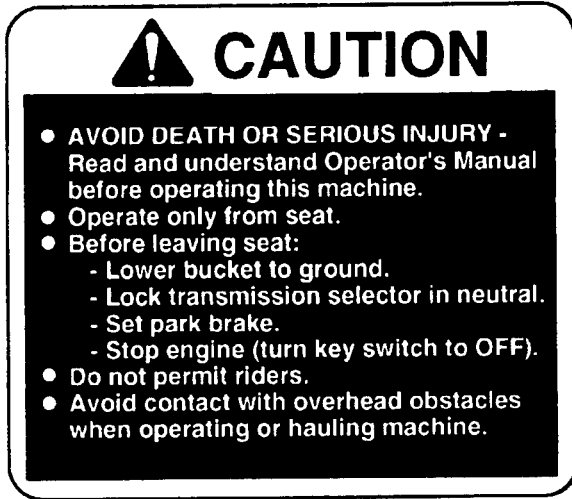 CAUTION
● AVOID DEATH OR SERIOUS INJURY -
Read and understand Operator's Manual
before operating this machine.
● Operate only from seat.
● Before leaving seat:
- Lower bucket to ground.
- Lock transmission selector in neutral.
- Set park brake.
- Stop engine (turn key switch to OFF).
● Do not permit riders.
● Avoid contact with overhead obstacles
when operating or hauling machine.